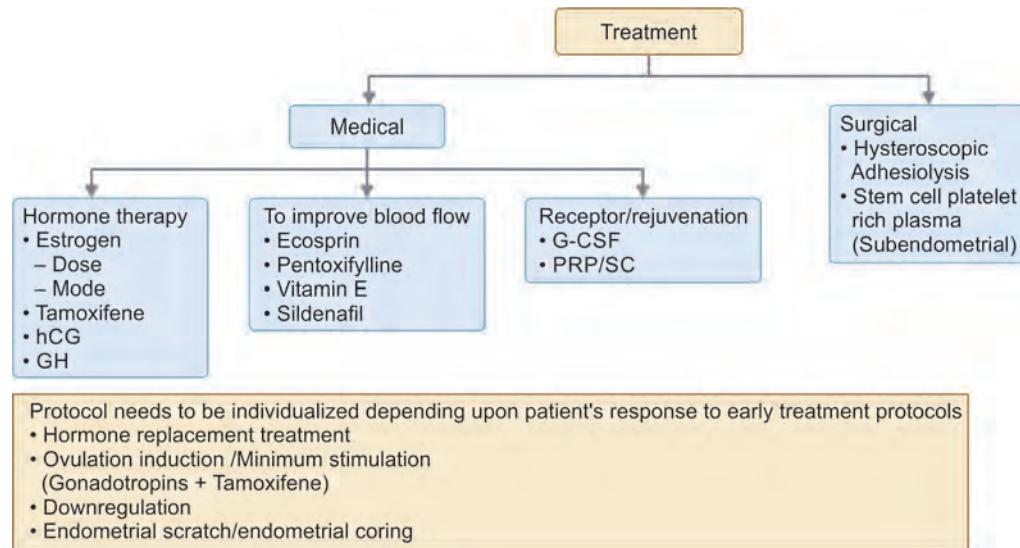 Treatment
Medical
Surgical
• Hysteroscopic
Adhesiolysis
• Stem cell platelet
rich plasma
(Subendometrial)
Hormone therapy
• Estrogen
– Dose
– Mode
• Tamoxifene
• hCG
• GH
To improve blood flow
• Ecosprin
• Pentoxifylline
• Vitamin E
• Sildenafil
Receptor/rejuvenation
• G-CSF
• PRP/SC
Protocol needs to be individualized depending upon patient's response to early treatment protocols
• Hormone replacement treatment
• Ovulation induction /Minimum stimulation
(Gonadotropins + Tamoxifene)
• Downregulation
• Endometrial scratch/endometrial coring